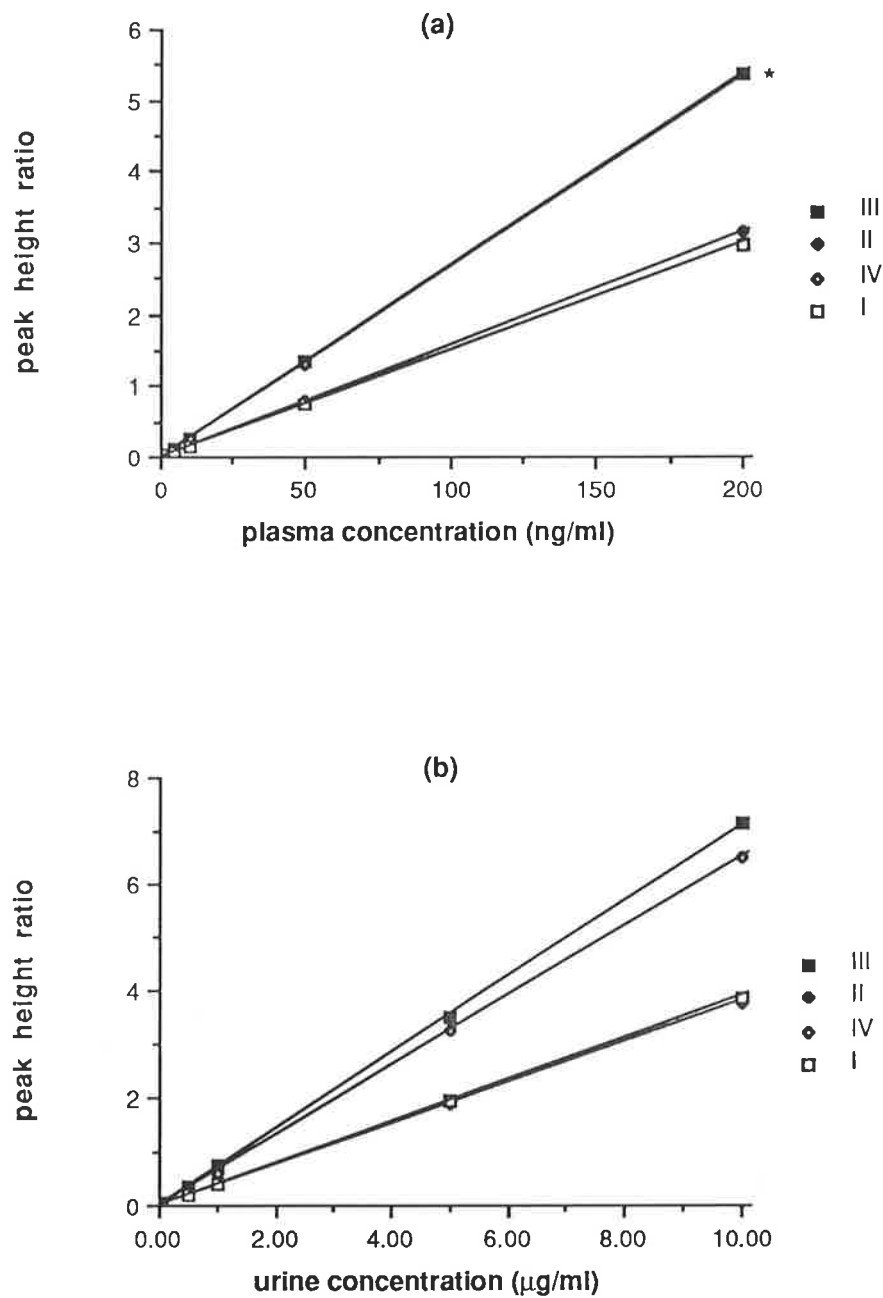 (a)
peak height ratio
6
5
4
3
2
1
0
0 50 100 150 200
*
plasma concentration (ng/ml)
III
II
IV
I
(b)
peak height ratio
8
6
4
2
0
0.00 2.00 4.00 6.00 8.00 10.00
urine concentration (μg/ml)
III
II
IV
I